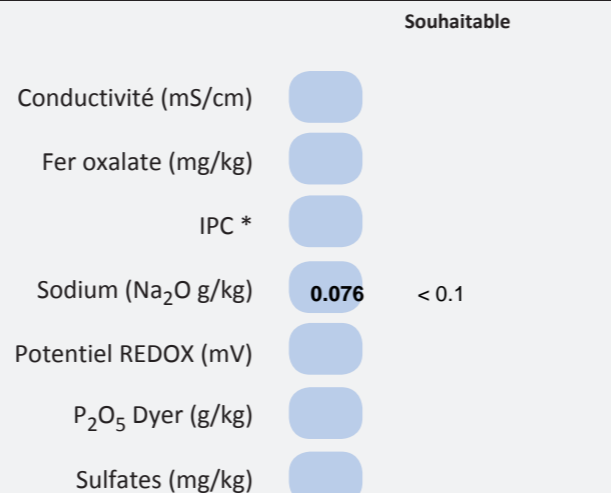 Souhaitable
Conductivité (mS/cm)
Fer oxalate (mg/kg)
IPC *
Sodium (Na₂O g/kg) 0.076 < 0.1
Potentiel REDOX (mV)
P₂O₅ Dyer (g/kg)
Sulfates (mg/kg)